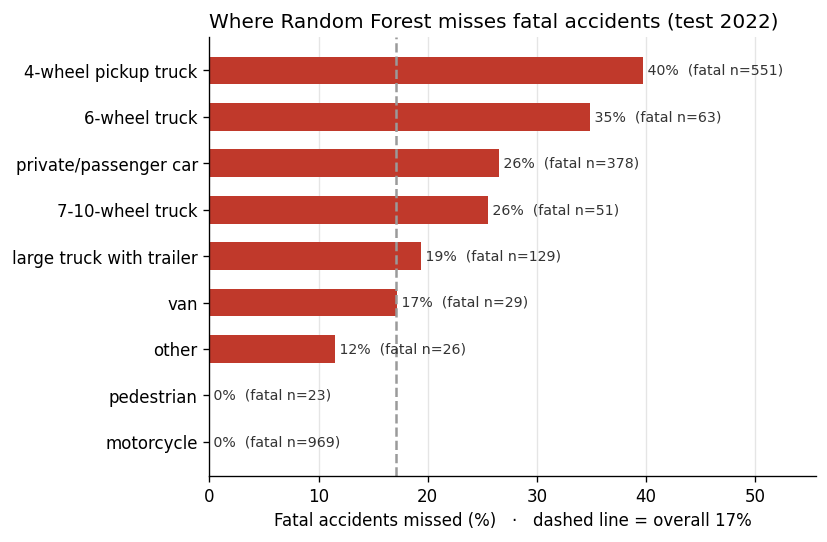 Where Random Forest misses fatal accidents (test 2022)
4-wheel pickup truck 40% (fatal n=551)
6-wheel truck 35% (fatal n=63)
private/passenger car 26% (fatal n=378)
7-10-wheel truck 26% (fatal n=51)
large truck with trailer 19% (fatal n=129)
van 17% (fatal n=29)
other 12% (fatal n=26)
pedestrian 0% (fatal n=23)
motorcycle 0% (fatal n=969)
0 10 20 30 40 50
Fatal accidents missed (%) · dashed line = overall 17%